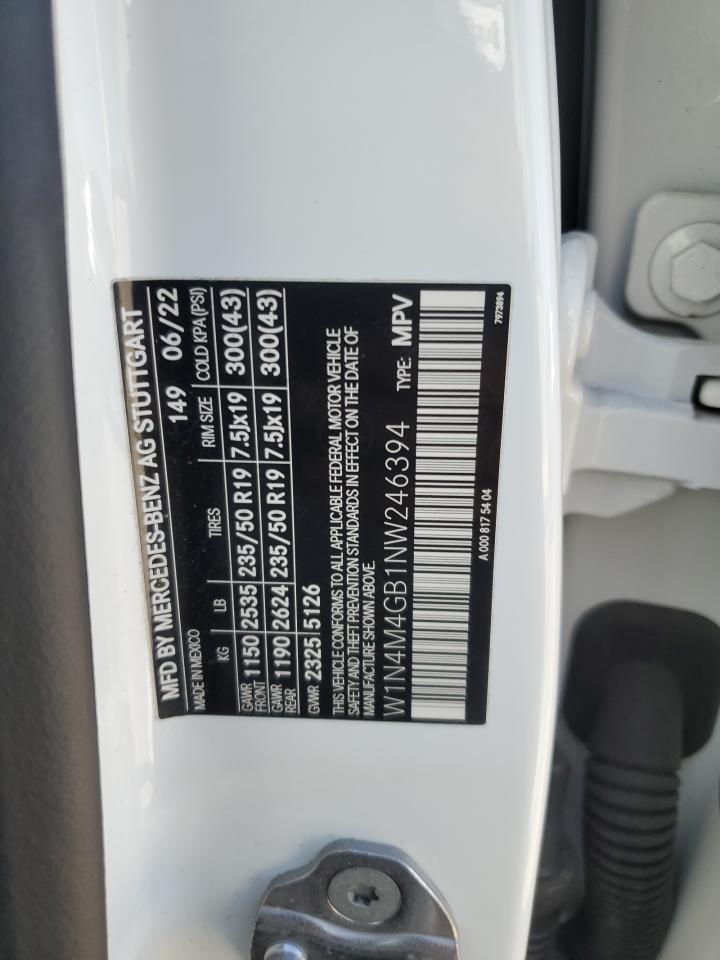 MFD BY MERCEDES-BENZ AG STUTTGART
MADE IN MEXICO 149 06/22
KG LB TIRES RIM SIZE COLD KPA(PSI)
GAWR FRONT 1150 2535 235/50 R19 7.5Jx19 300(43)
GAWR REAR 1190 2624 235/50 R19 7.5Jx19 300(43)
GVWR 2325 5126
THIS VEHICLE CONFORMS TO ALL APPLICABLE FEDERAL MOTOR VEHICLE
SAFETY AND THEFT PREVENTION STANDARDS IN EFFECT ON THE DATE OF
MANUFACTURE SHOWN ABOVE.
W1N4M4GB1NW246394 TYPE: MPV
A 000 817 54 04 7973894